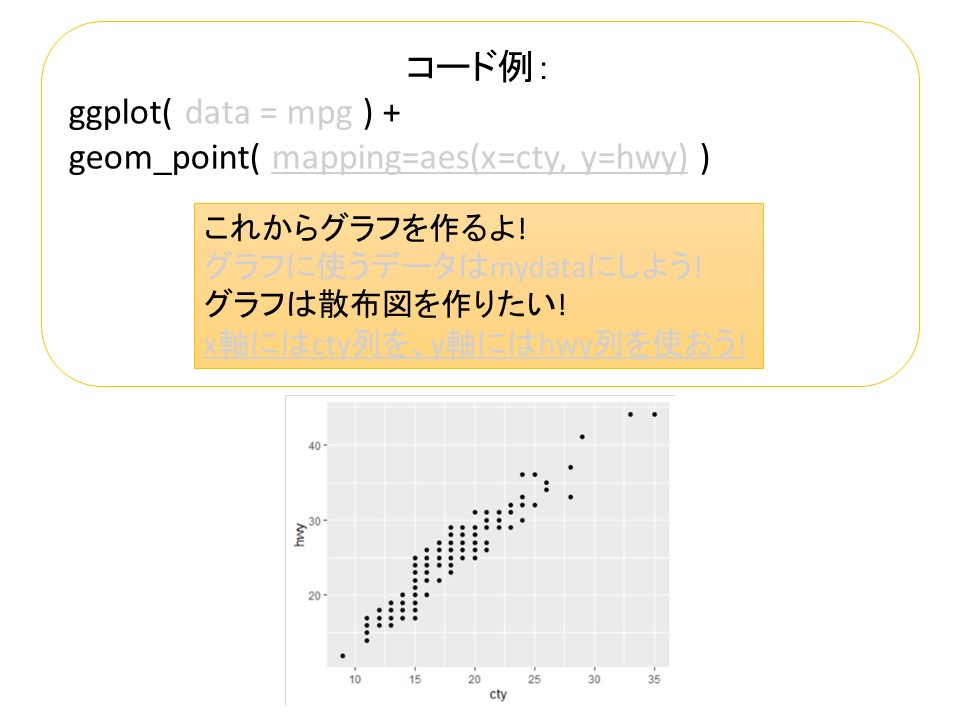 コード例：
ggplot( data = mpg ) +
geom_point( mapping=aes(x=cty, y=hwy) )
これからグラフを作るよ!
グラフに使うデータはmydataにしよう!
グラフは散布図を作りたい!
x軸にはcty列を、y軸にはhwy列を使おう!
40
30
20
hwy
10 15 20 25 30 35
cty